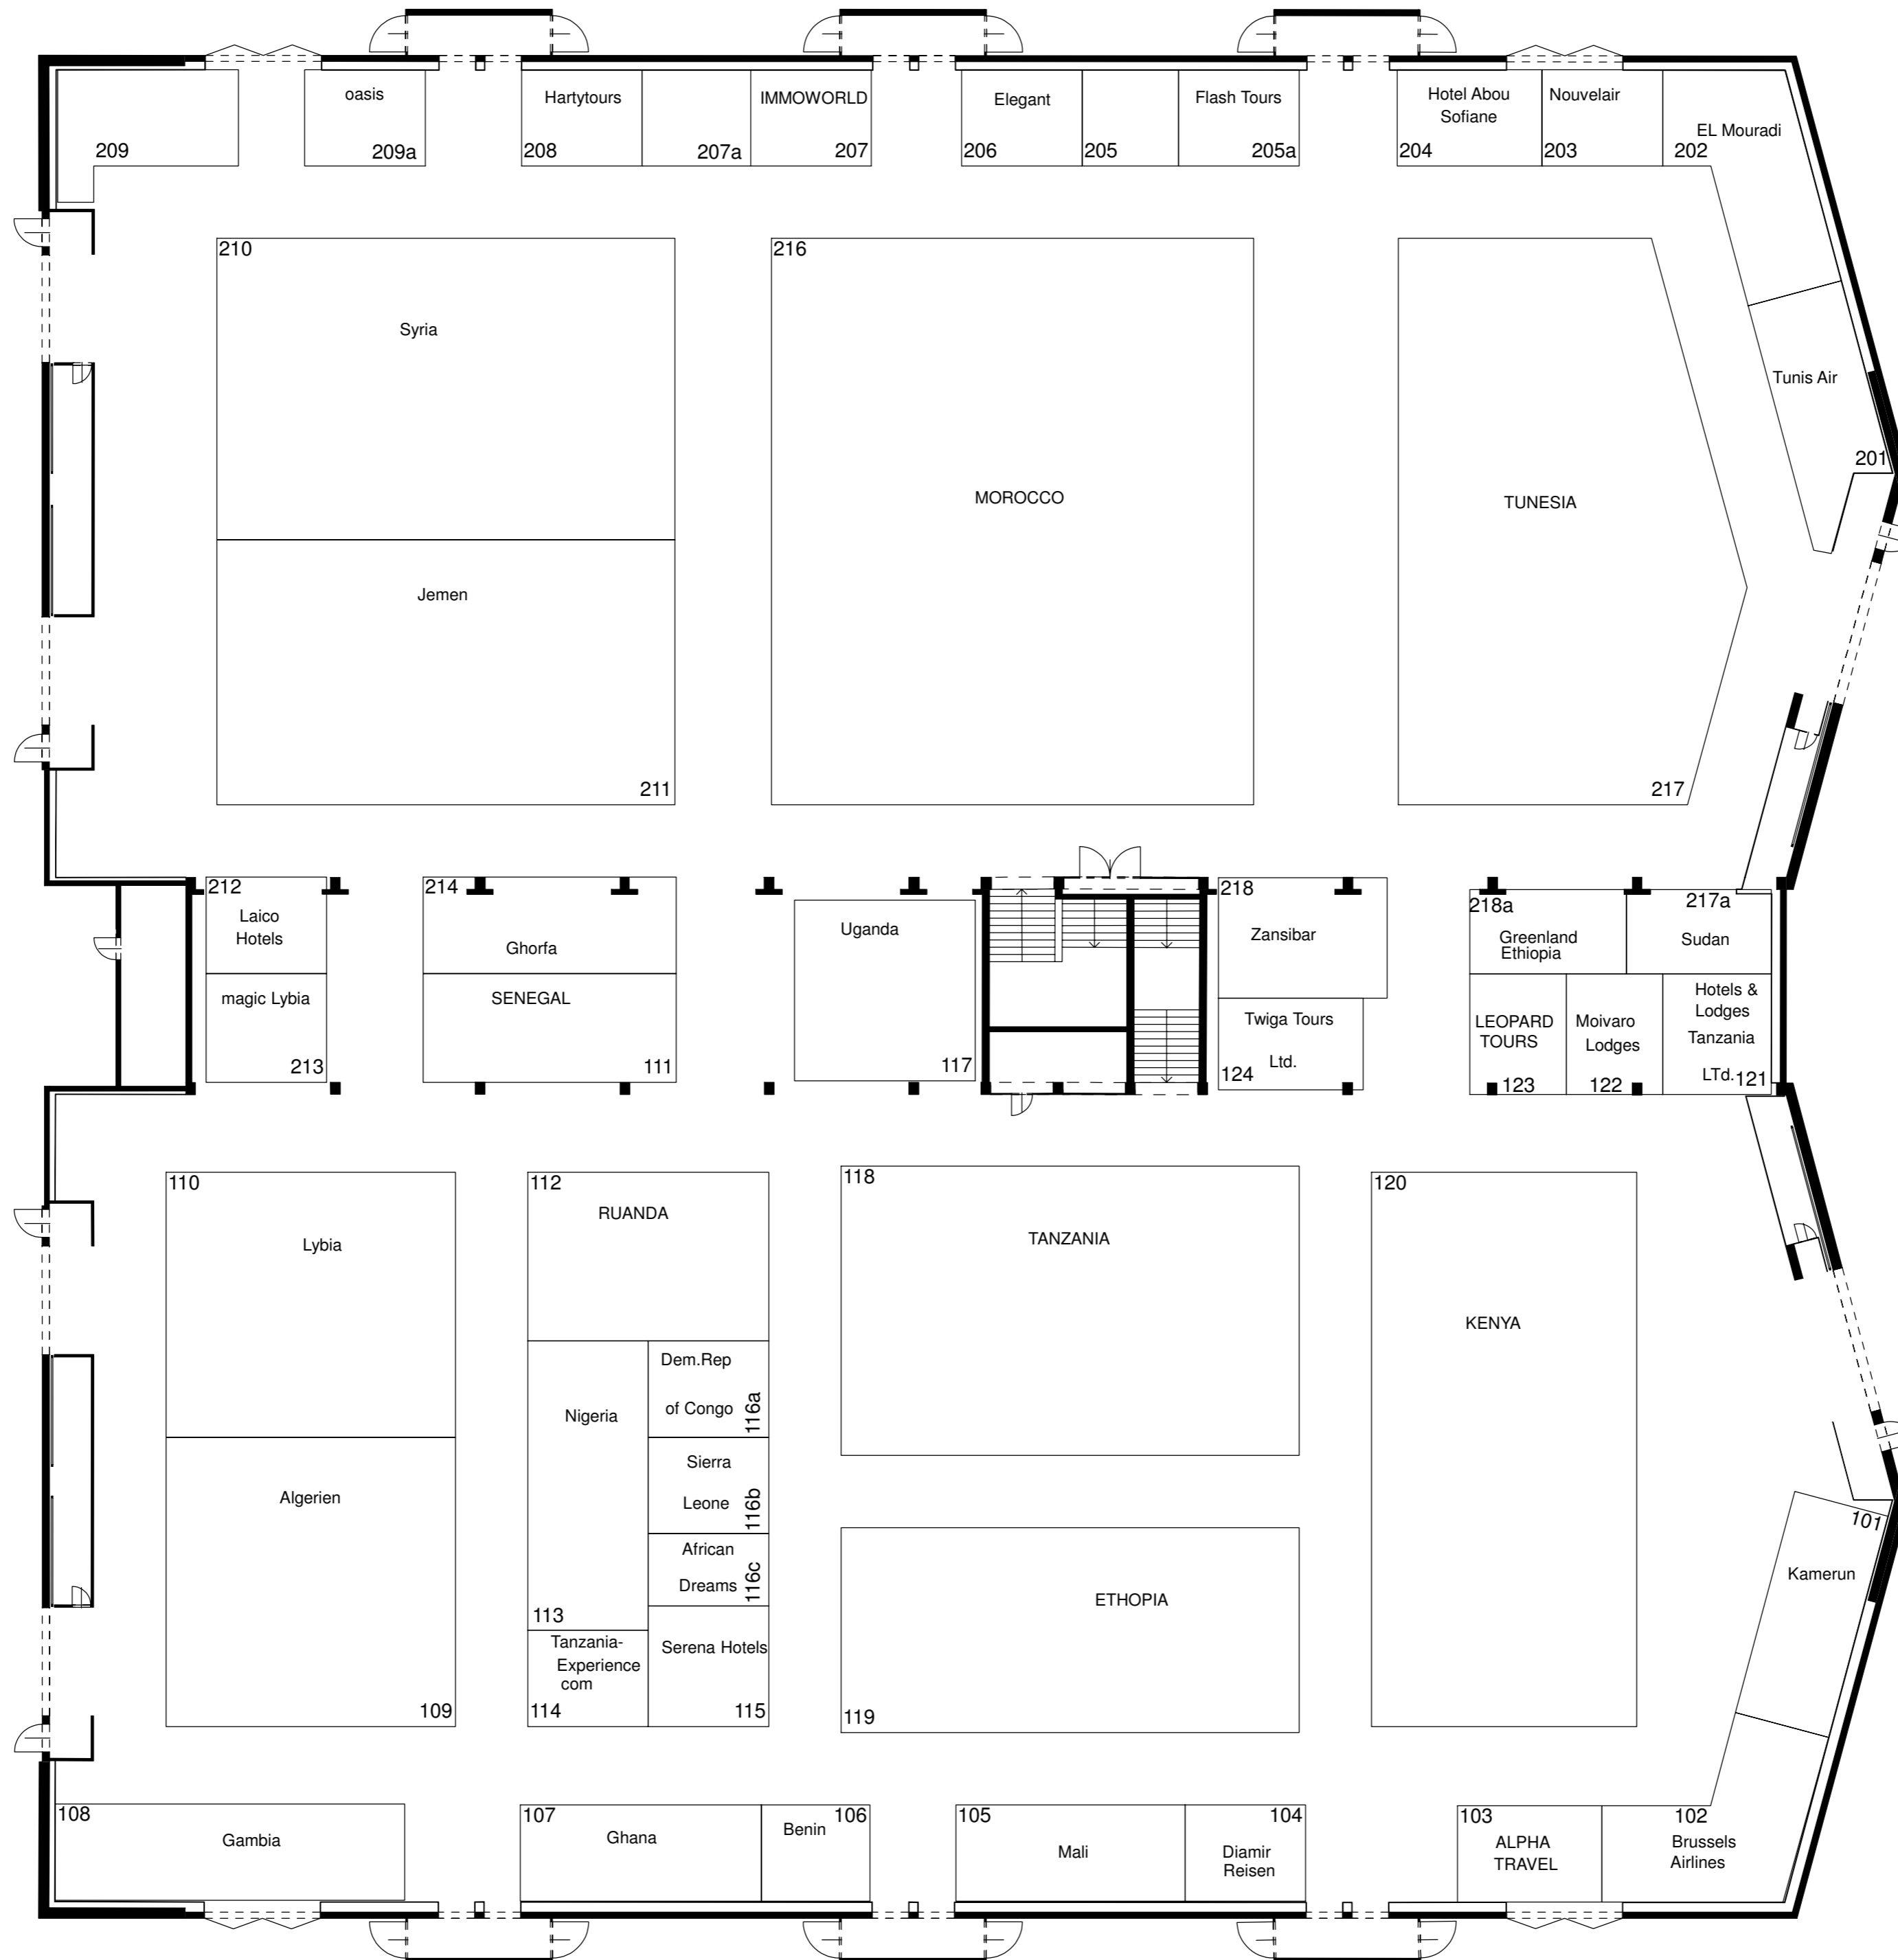 oasis
Hartytours
IMMOWORLD
Elegant
Flash Tours
Hotel Abou
Sofiane
Nouvelair
EL Mouradi
209
209a
208
207a
207
206
205
205a
204
203
202
210
216
Syria
Tunis Air
201
MOROCCO
TUNESIA
Jemen
211
217
212
Laico
Hotels
214
Ghorfa
Uganda
218
Zansibar
218a
Greenland
Ethiopia
217a
Sudan
magic Lybia
213
SENEGAL
111
117
Twiga Tours
Ltd.
124
LEOPARD
TOURS
123
Moivaro
Lodges
122
Hotels &
Lodges
Tanzania
LTd.
121
110
Lybia
112
RUANDA
118
TANZANIA
120
KENYA
Dem.Rep
of Congo
116a
Nigeria
113
Sierra
Leone
116b
African
Dreams
116c
Algerien
109
Tanzania-
Experience
com
114
Serena Hotels
115
ETHOPIA
119
101
Kamerun
108
Gambia
107
Ghana
106
Benin
105
Mali
104
Diamir
Reisen
103
ALPHA
TRAVEL
102
Brussels
Airlines